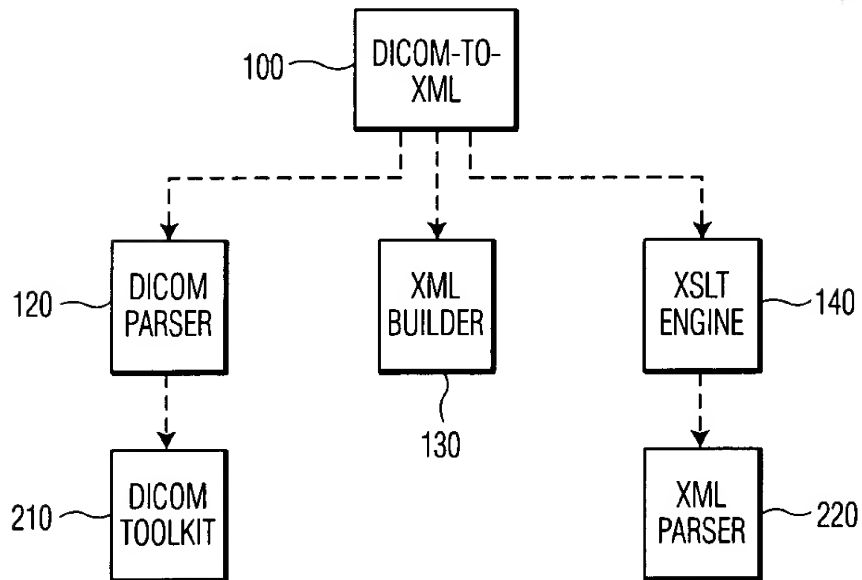 100
DICOM-TO-
XML
120
DICOM
PARSER
XML
BUILDER
130
XSLT
ENGINE
140
210
DICOM
TOOLKIT
XML
PARSER
220